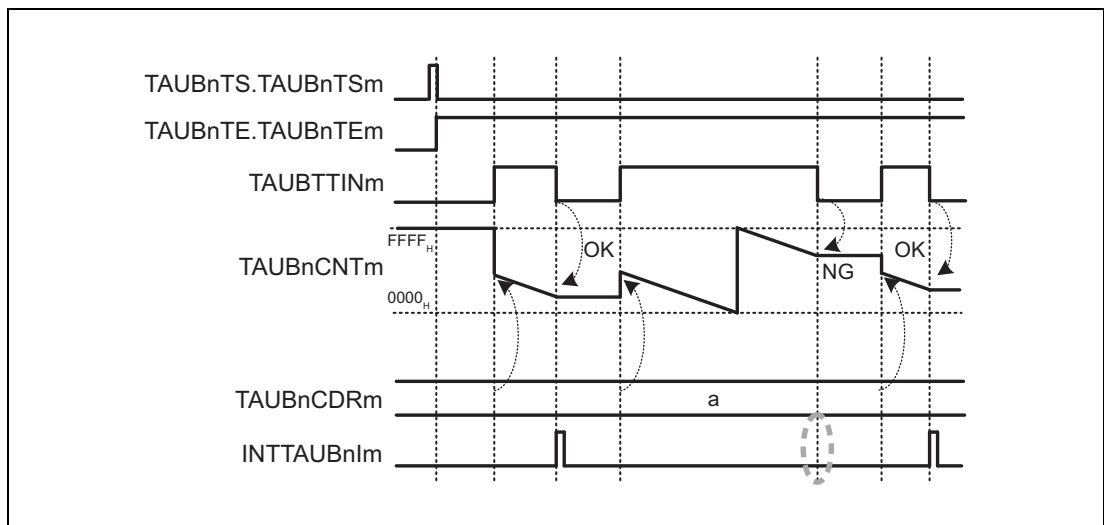 TAUBnTS.TAUBnTSm
TAUBnTE.TAUBnTEm
TAUBTTINm
FFFFH
OK
NG
OK
TAUBnCNTm
0000H
TAUBnCDRm
a
INTTAUBnIm